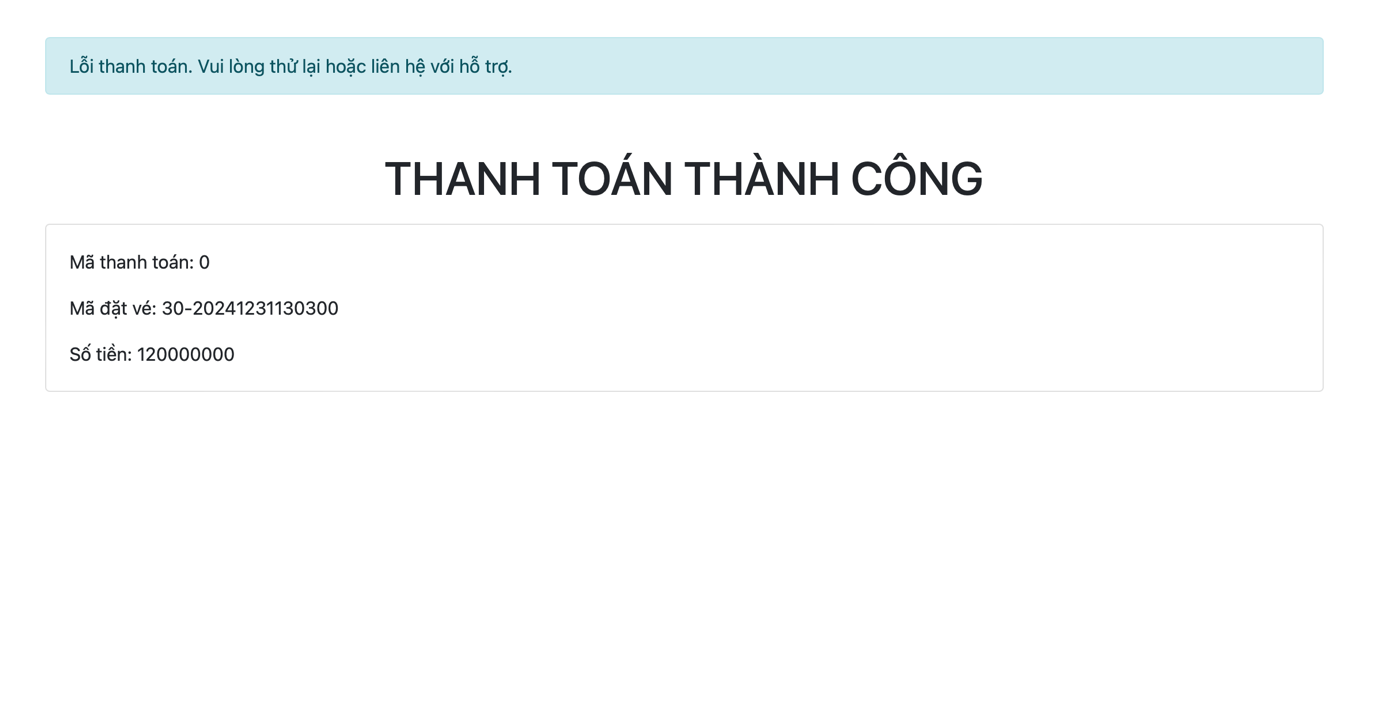 Lỗi thanh toán. Vui lòng thử lại hoặc liên hệ với hỗ trợ.
THANH TOÁN THÀNH CÔNG
Mã thanh toán: 0
Mã đặt vé: 30-20241231130300
Số tiền: 120000000